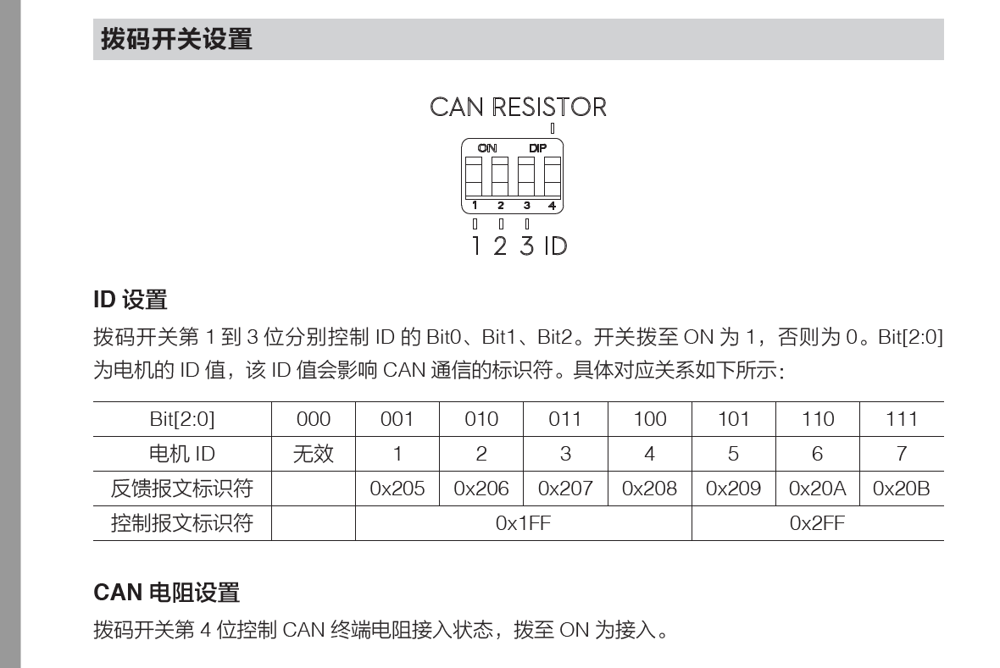 拨码开关设置
CAN RESISTOR
ON DIP
1 2 3 4
1 2 3 ID
ID 设置
拨码开关第 1 到 3 位分别控制 ID 的 Bit0、Bit1、Bit2。开关拨至 ON 为 1，否则为 0。Bit[2:0]
为电机的 ID 值，该 ID 值会影响 CAN 通信的标识符。具体对应关系如下所示：
Bit[2:0] 000 001 010 011 100 101 110 111
电机 ID 无效 1 2 3 4 5 6 7
反馈报文标识符 0x205 0x206 0x207 0x208 0x209 0x20A 0x20B
控制报文标识符 0x1FF 0x2FF
CAN 电阻设置
拨码开关第 4 位控制 CAN 终端电阻接入状态，拨至 ON 为接入。